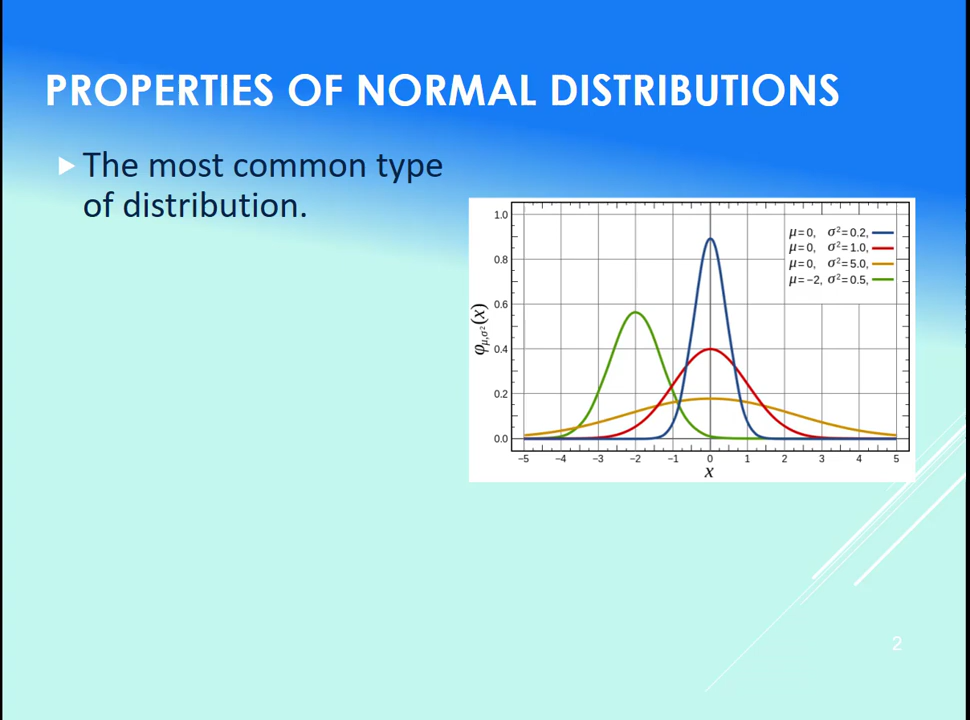 PROPERTIES OF NORMAL DISTRIBUTIONS
The most common type
of distribution.
μ=0, σ²=0.2,
μ=0, σ²=1.0,
μ=0, σ²=5.0,
μ=−2, σ²=0.5,
φμ,σ²(x)
1.0
0.8
0.6
0.4
0.2
0.0
−5 −4 −3 −2 −1 0 1 2 3 4 5
x
2